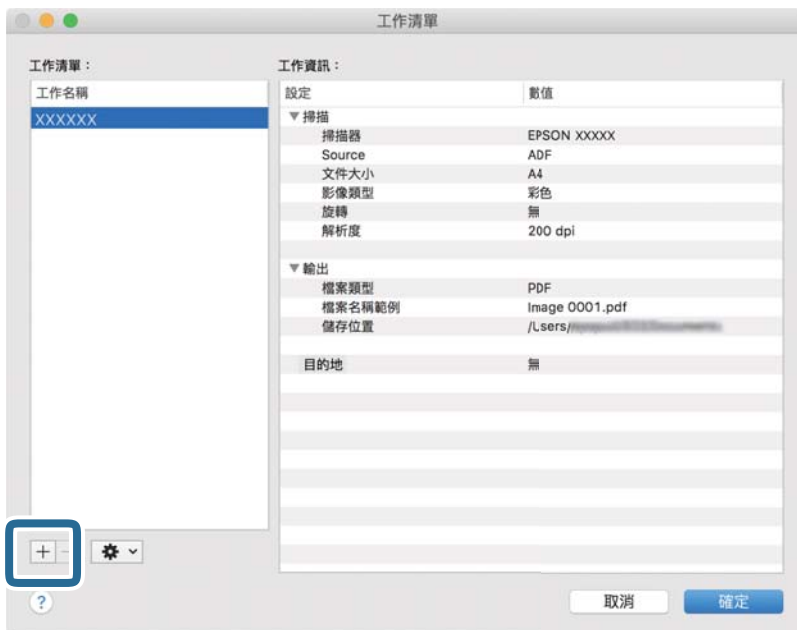 工作清單
工作清單：
工作資訊：
工作名稱
XXXXXX
設定 數值
掃描
掃描器 EPSON XXXXX
Source ADF
文件大小 A4
影像類型 彩色
旋轉 無
解析度 200 dpi
輸出
檔案類型 PDF
檔案名稱範例 Image 0001.pdf
儲存位置 /Users/
目的地 無
+ −
?
取消 確定